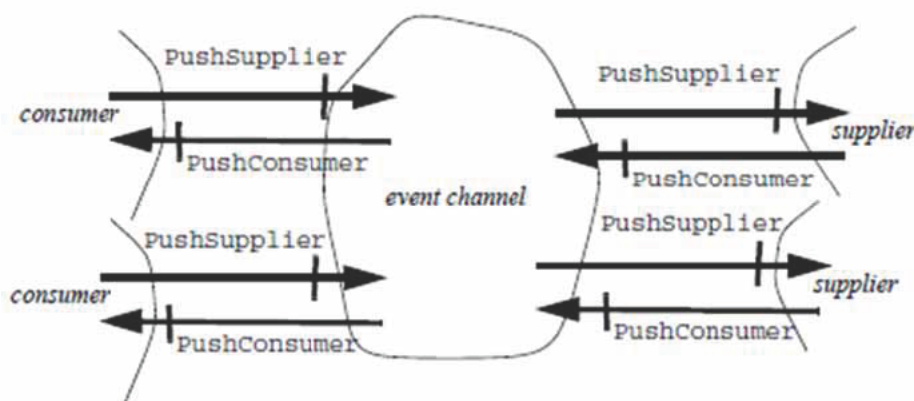 PushSupplier
consumer
PushConsumer
PushSupplier
supplier
PushConsumer
event channel
PushSupplier
consumer
PushConsumer
PushSupplier
supplier
PushConsumer